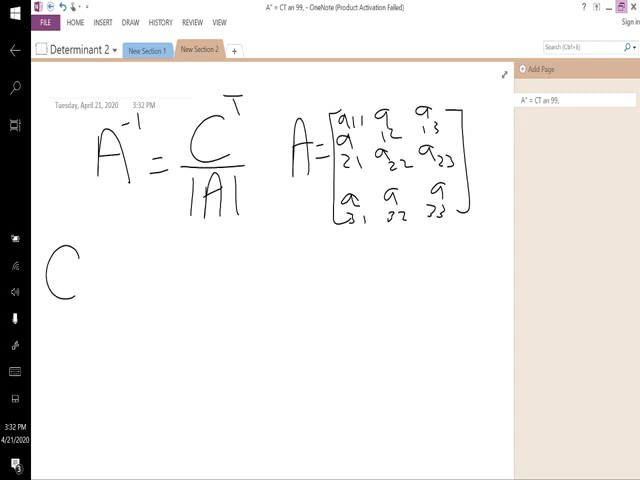 A" = CT an 99, - OneNote (Product Activation Failed)
FILE HOME INSERT DRAW HISTORY REVIEW VIEW
Sign in
Determinant 2
New Section 1
New Section 2
Search (Ctrl+E)
Add Page
A" = CT an 99,
Tuesday, April 21, 2020 3:32 PM
A⁻¹ = Cᵀ / |A|
A = [a11 a12 a13
a21 a22 a23
a31 a32 a33]
C
3:32 PM
4/21/2020
3